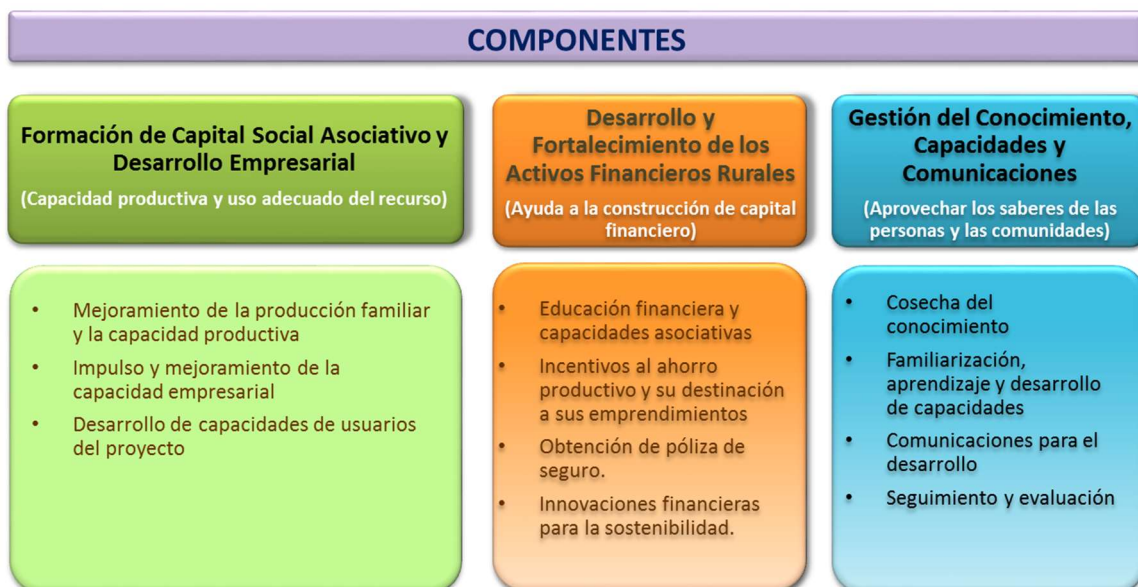 COMPONENTES
Formación de Capital Social Asociativo y
Desarrollo Empresarial
(Capacidad productiva y uso adecuado del recurso)
• Mejoramiento de la producción familiar
y la capacidad productiva
• Impulso y mejoramiento de la
capacidad empresarial
• Desarrollo de capacidades de usuarios
del proyecto
Desarrollo y
Fortalecimiento de los
Activos Financieros Rurales
(Ayuda a la construcción de capital
financiero)
• Educación financiera y
capacidades asociativas
• Incentivos al ahorro
productivo y su destinación
a sus emprendimientos
• Obtención de póliza de
seguro.
• Innovaciones financieras
para la sostenibilidad.
Gestión del Conocimiento,
Capacidades y
Comunicaciones
(Aprovechar los saberes de las
personas y las comunidades)
• Cosecha del
conocimiento
• Familiarización,
aprendizaje y desarrollo
de capacidades
• Comunicaciones para el
desarrollo
• Seguimiento y evaluación